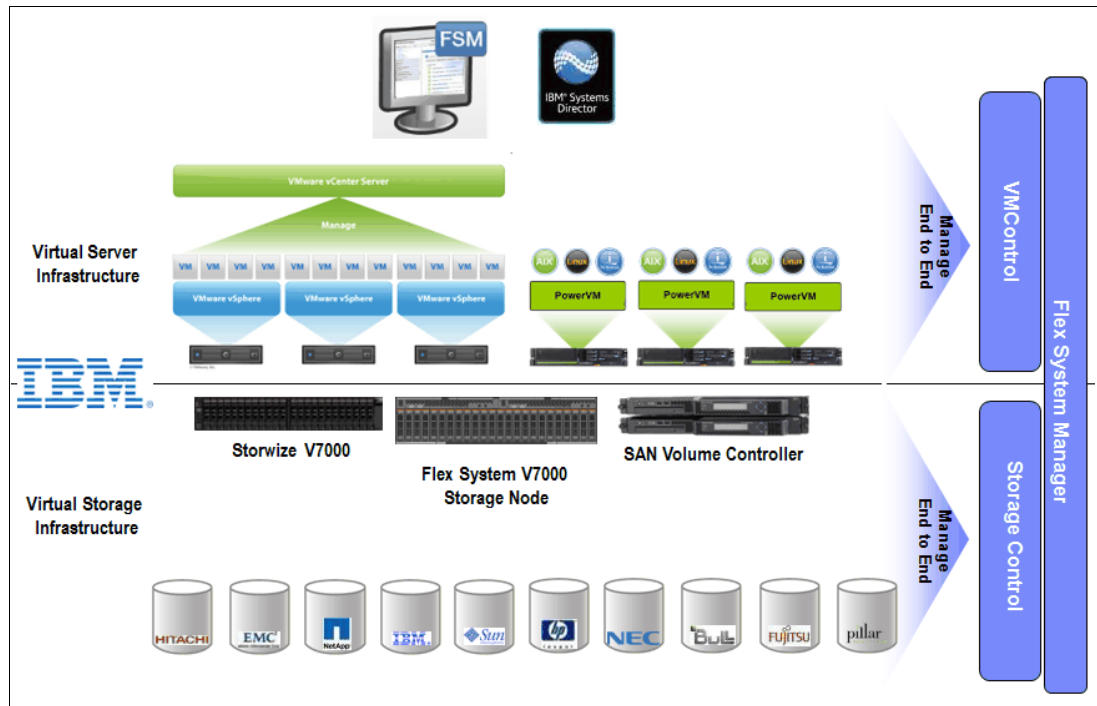 FSM
IBM® Systems
Director
VMware vCenter Server
Manage
Virtual Server
Infrastructure
VM VM VM VM VM VM VM VM VM VM VM VM
AIX Linux AIX Linux AIX Linux
VMware vSphere VMware vSphere VMware vSphere
PowerVM PowerVM PowerVM
Manage
End to End
VMControl
Flex System Manager
IBM®
Storwize V7000
Flex System V7000
Storage Node
SAN Volume Controller
Virtual Storage
Infrastructure
Manage
End to End
Storage Control
HITACHI
EMC²
NetApp
IBM
Sun
hp
invent
NEC
Bull
FUJITSU
pillar